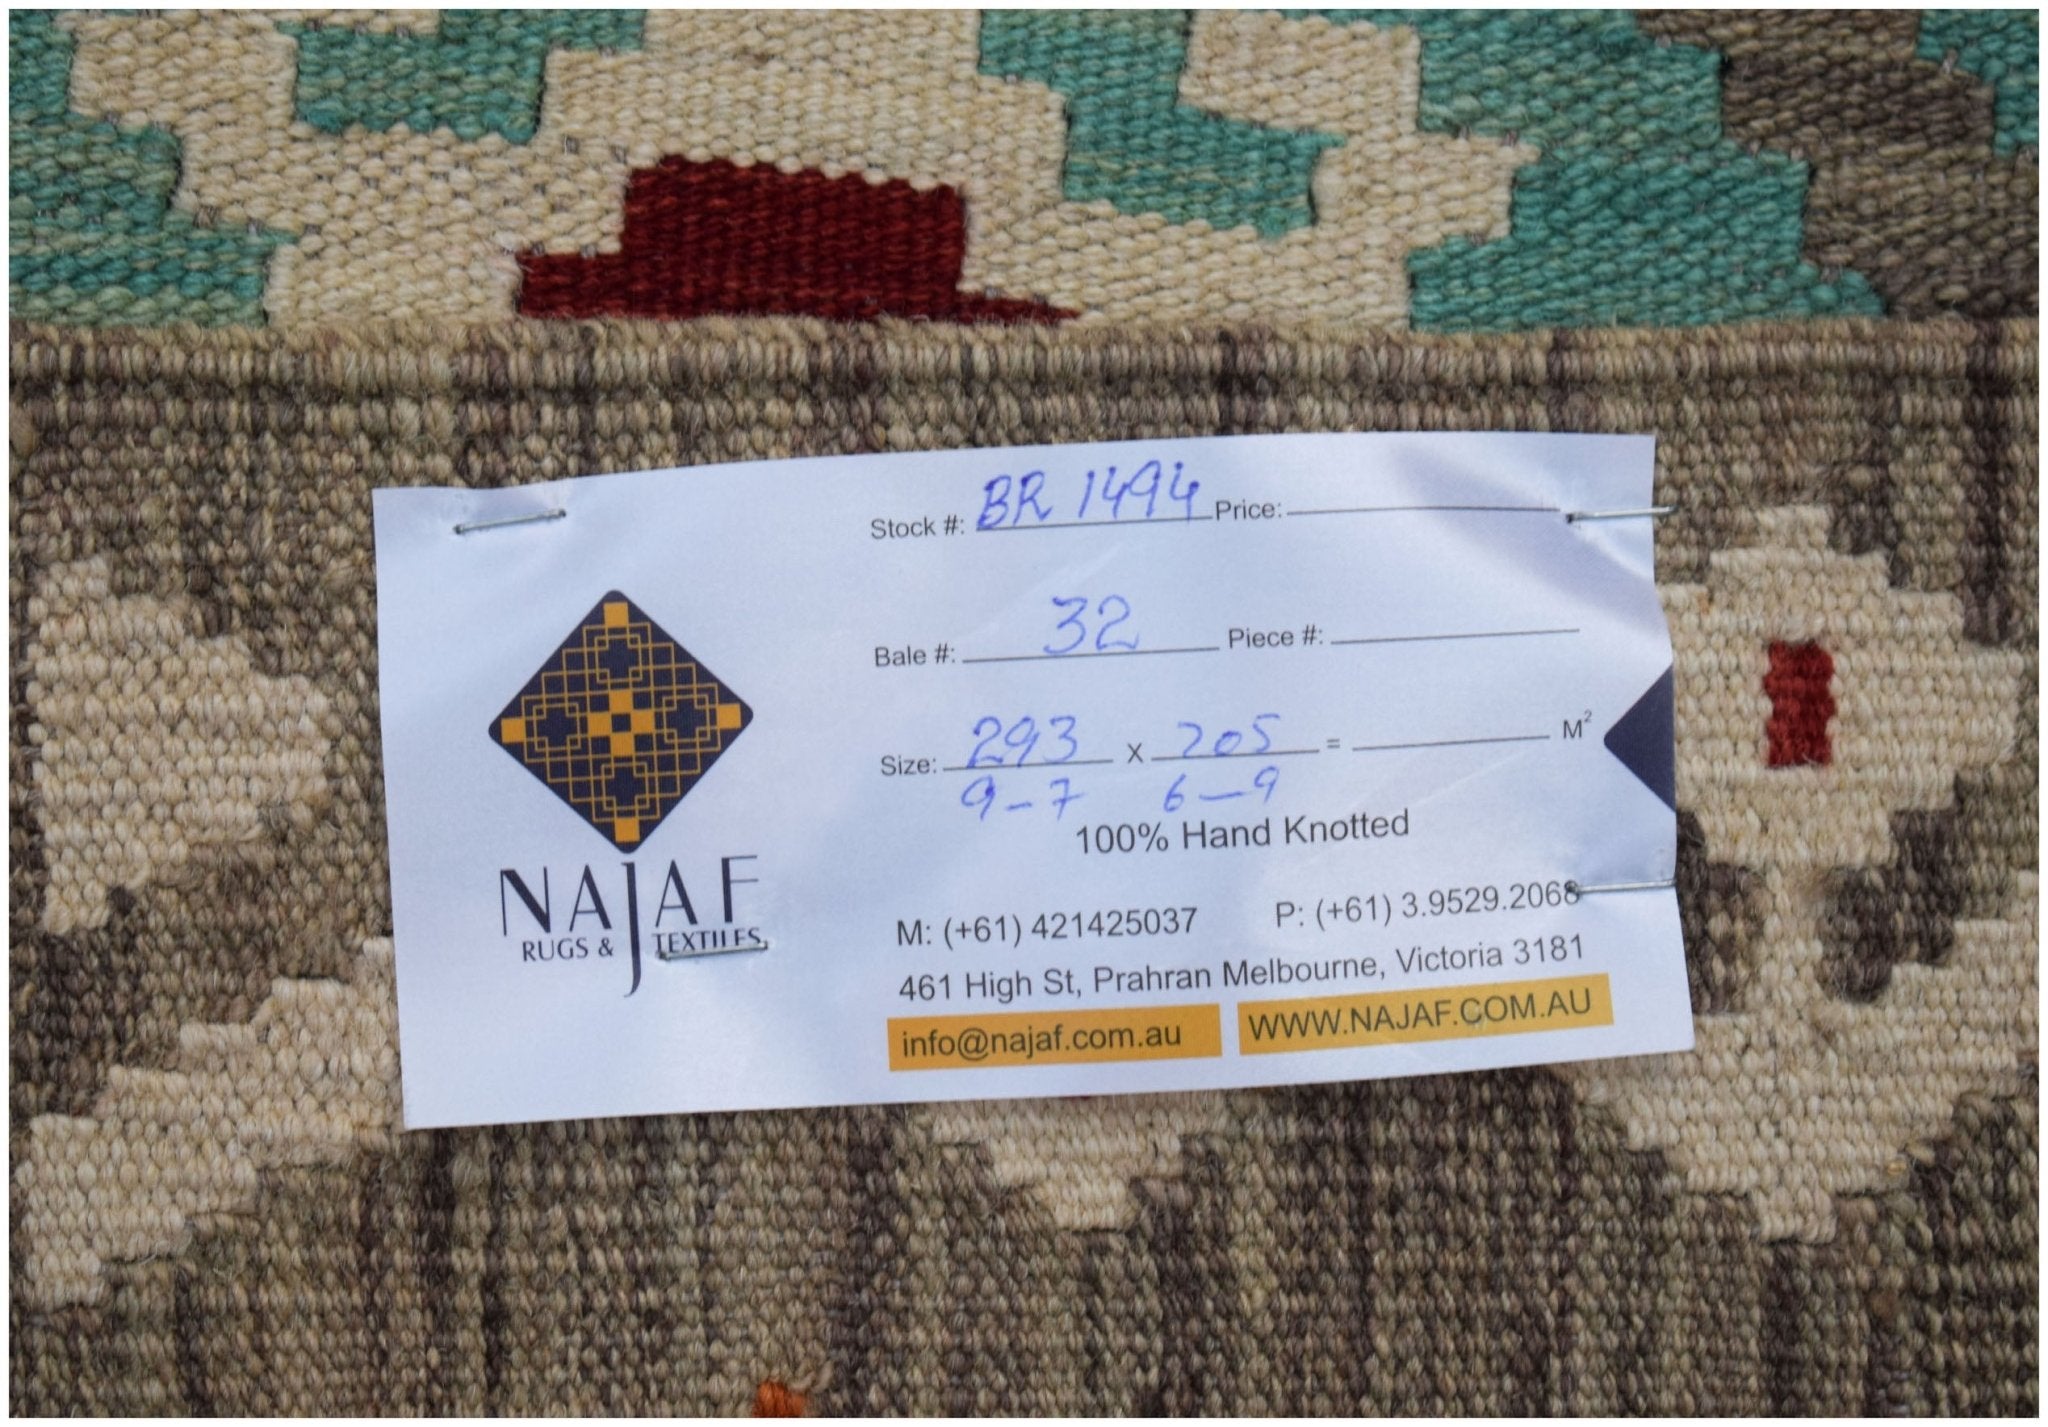 Stock #: BR 1494 Price:
Bale #: 32 Piece #:
Size: 293 X 205 = M²
9-7 6-9
100% Hand Knotted
NAJAF
RUGS & TEXTILES
M: (+61) 421425037 P: (+61) 3.9529.2068
461 High St, Prahran Melbourne, Victoria 3181
info@najaf.com.au WWW.NAJAF.COM.AU